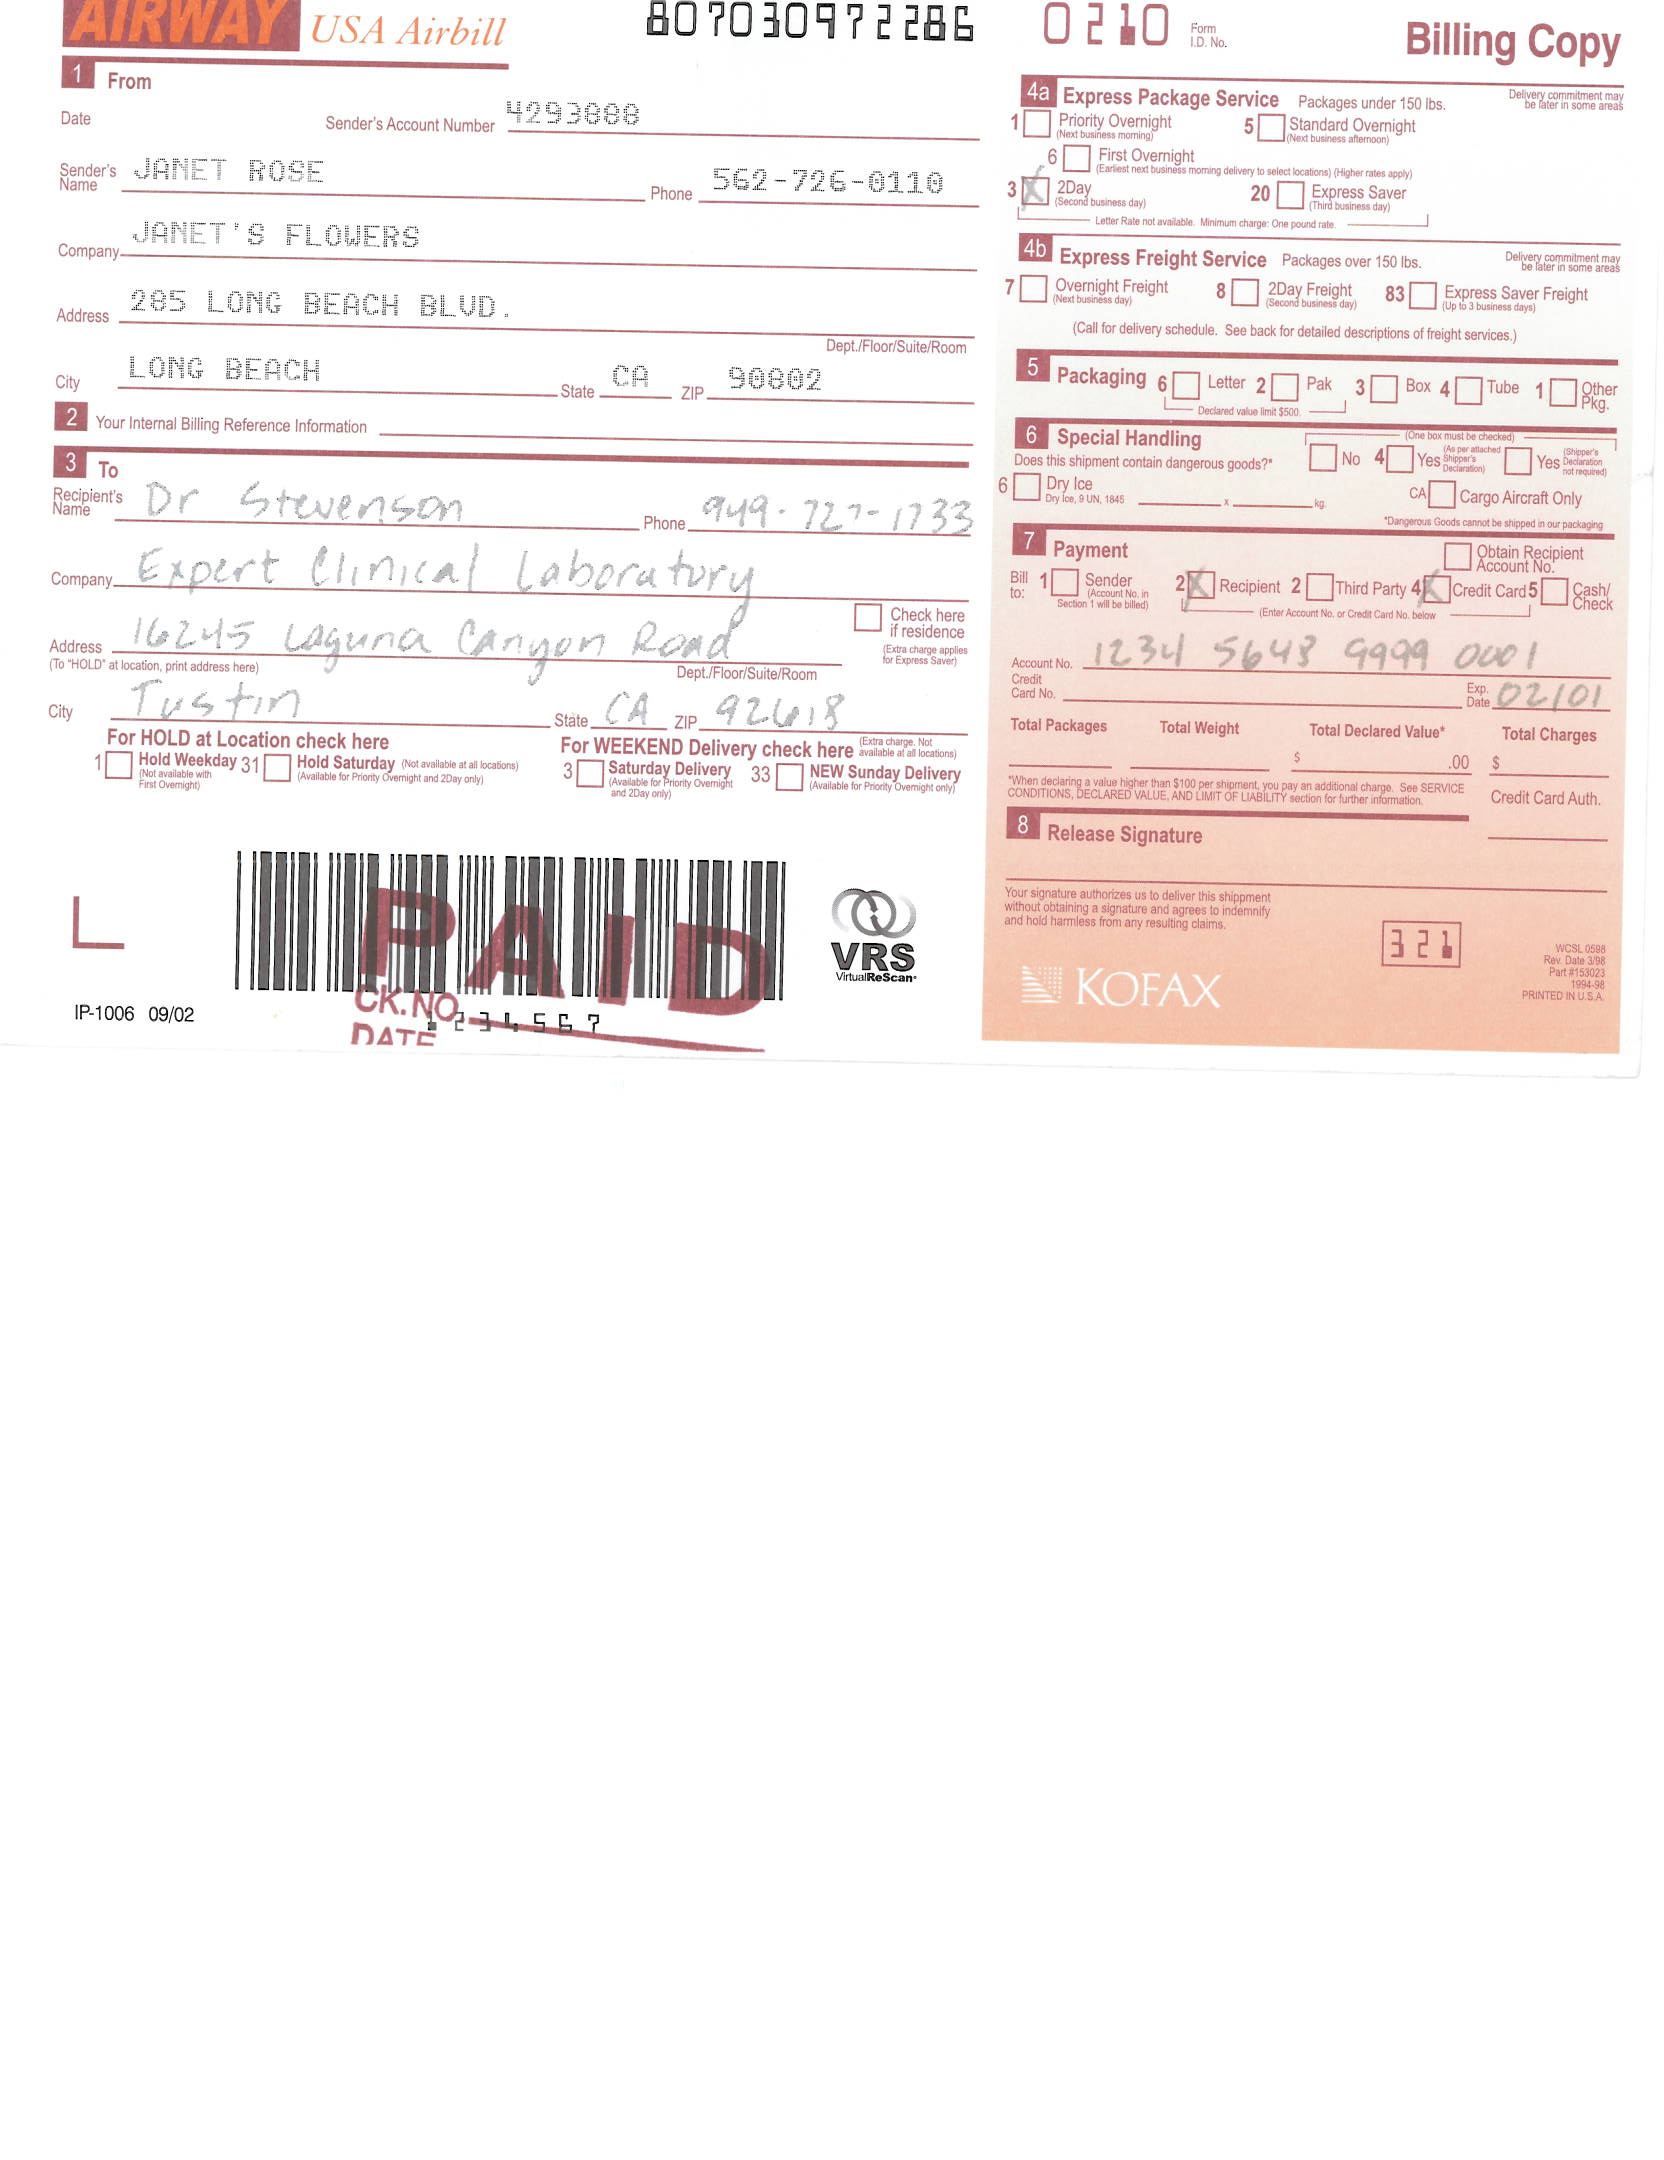 AIRWAY USA Airbill
807030972286
0210 Form I.D. No.
Billing Copy
1 From
Date
Sender's Account Number 4293888
Sender's Name JANET ROSE Phone 562-726-0110
Company JANET'S FLOWERS
Address 285 LONG BEACH BLVD.
Dept./Floor/Suite/Room
City LONG BEACH State CA ZIP 90802
2 Your Internal Billing Reference Information
3 To
Recipient's Name Dr Stevenson Phone 949-727-1733
Company Expert Clinical Laboratory
Check here if residence
(Extra charge applies for Express Saver)
Address 16245 Laguna Canyon Road
(To "HOLD" at location, print address here)
Dept./Floor/Suite/Room
City Tustin State CA ZIP 92618
For HOLD at Location check here
1 Hold Weekday (Not available with First Overnight)
31 Hold Saturday (Not available at all locations) (Available for Priority Overnight and 2Day only)
For WEEKEND Delivery check here (Extra charge. Not available at all locations)
3 Saturday Delivery (Available for Priority Overnight and 2Day only)
33 NEW Sunday Delivery (Available for Priority Overnight only)
PAID
CK. NO.
DATE
1234567
VRS
VirtualReScan
L
IP-1006 09/02
4a Express Package Service Packages under 150 lbs.
Delivery commitment may be later in some areas
1 Priority Overnight (Next business morning)
5 Standard Overnight (Next business afternoon)
6 First Overnight (Earliest next business morning delivery to select locations) (Higher rates apply)
3 X 2Day (Second business day)
20 Express Saver (Third business day)
Letter Rate not available. Minimum charge: One pound rate.
4b Express Freight Service Packages over 150 lbs.
Delivery commitment may be later in some areas
7 Overnight Freight (Next business day)
8 2Day Freight (Second business day)
83 Express Saver Freight (Up to 3 business days)
(Call for delivery schedule. See back for detailed descriptions of freight services.)
5 Packaging 6 Letter 2 Pak 3 Box 4 Tube 1 Other Pkg.
Declared value limit $500.
6 Special Handling
(One box must be checked)
Does this shipment contain dangerous goods?*
No 4 Yes (As per attached Shipper's Declaration) Yes (Shipper's Declaration not required)
6 Dry Ice
Dry Ice, 9 UN, 1845 x kg.
CA Cargo Aircraft Only
*Dangerous Goods cannot be shipped in our packaging
7 Payment
Obtain Recipient Account No.
Bill to: 1 Sender (Account No. in Section 1 will be billed) 2 X Recipient 2 Third Party 4 X Credit Card 5 Cash/Check
(Enter Account No. or Credit Card No. below
Account No. 1234 5643 9999 0001
Credit Card No.
Exp. Date 02/01
Total Packages Total Weight Total Declared Value* Total Charges
$ .00 $
*When declaring a value higher than $100 per shipment, you pay an additional charge. See SERVICE CONDITIONS, DECLARED VALUE, AND LIMIT OF LIABILITY section for further information.
Credit Card Auth.
8 Release Signature
Your signature authorizes us to deliver this shippment
without obtaining a signature and agrees to indemnify
and hold harmless from any resulting claims.
321
KOFAX
WCSL 0598
Rev. Date 3/98
Part #153023
1994-98
PRINTED IN U.S.A.